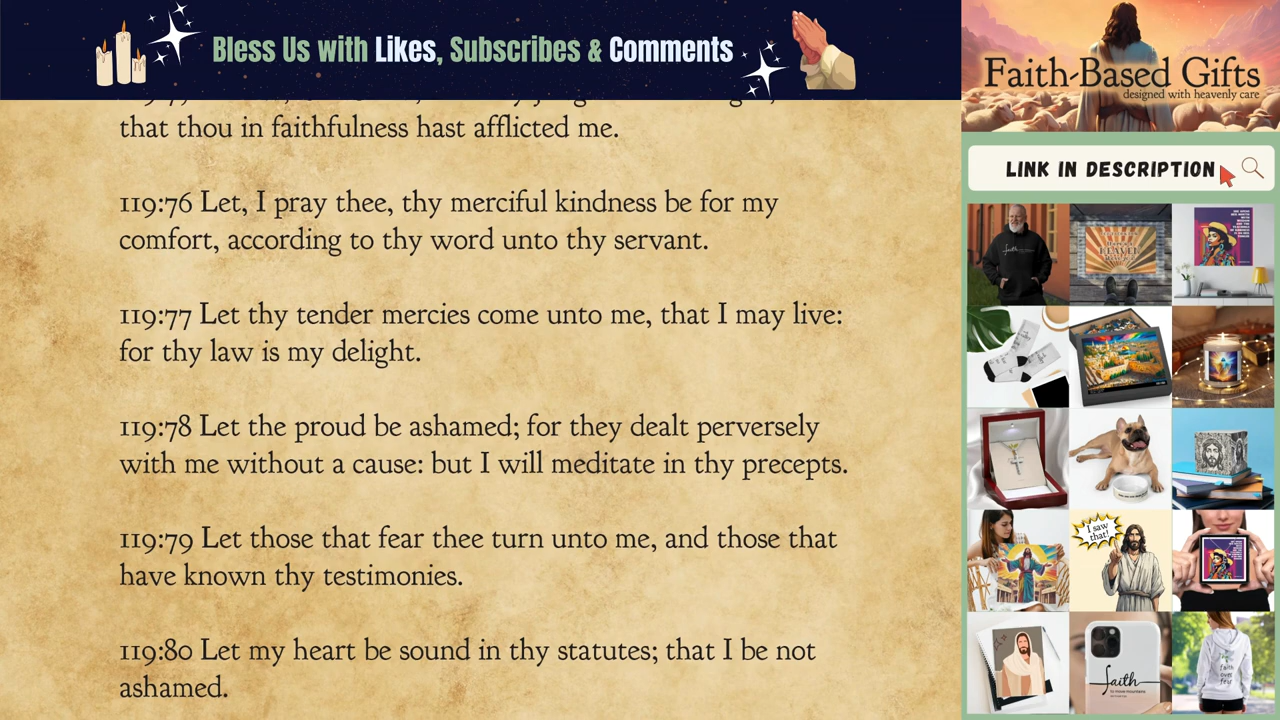 Bless Us with Likes, Subscribes & Comments
that thou in faithfulness hast afflicted me.
119:76 Let, I pray thee, thy merciful kindness be for my
comfort, according to thy word unto thy servant.
119:77 Let thy tender mercies come unto me, that I may live:
for thy law is my delight.
119:78 Let the proud be ashamed; for they dealt perversely
with me without a cause: but I will meditate in thy precepts.
119:79 Let those that fear thee turn unto me, and those that
have known thy testimonies.
119:80 Let my heart be sound in thy statutes; that I be not
ashamed.
Faith-Based Gifts
designed with heavenly care
LINK IN DESCRIPTION
faith
HEAVEN
I saw
that!
faith
faith
over
fear